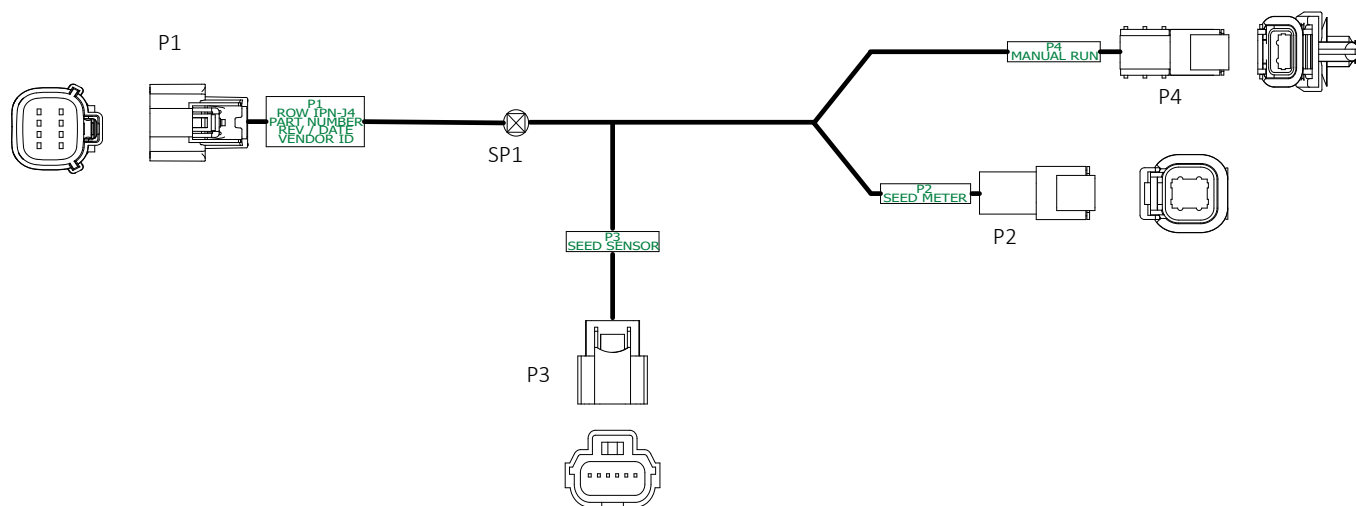 P1
P1
ROW IPN-J4
PART NUMBER
REV / DATE
VENDOR ID
SP1
P4
MANUAL RUN
P4
P2
SEED METER
P2
P3
SEED SENSOR
P3